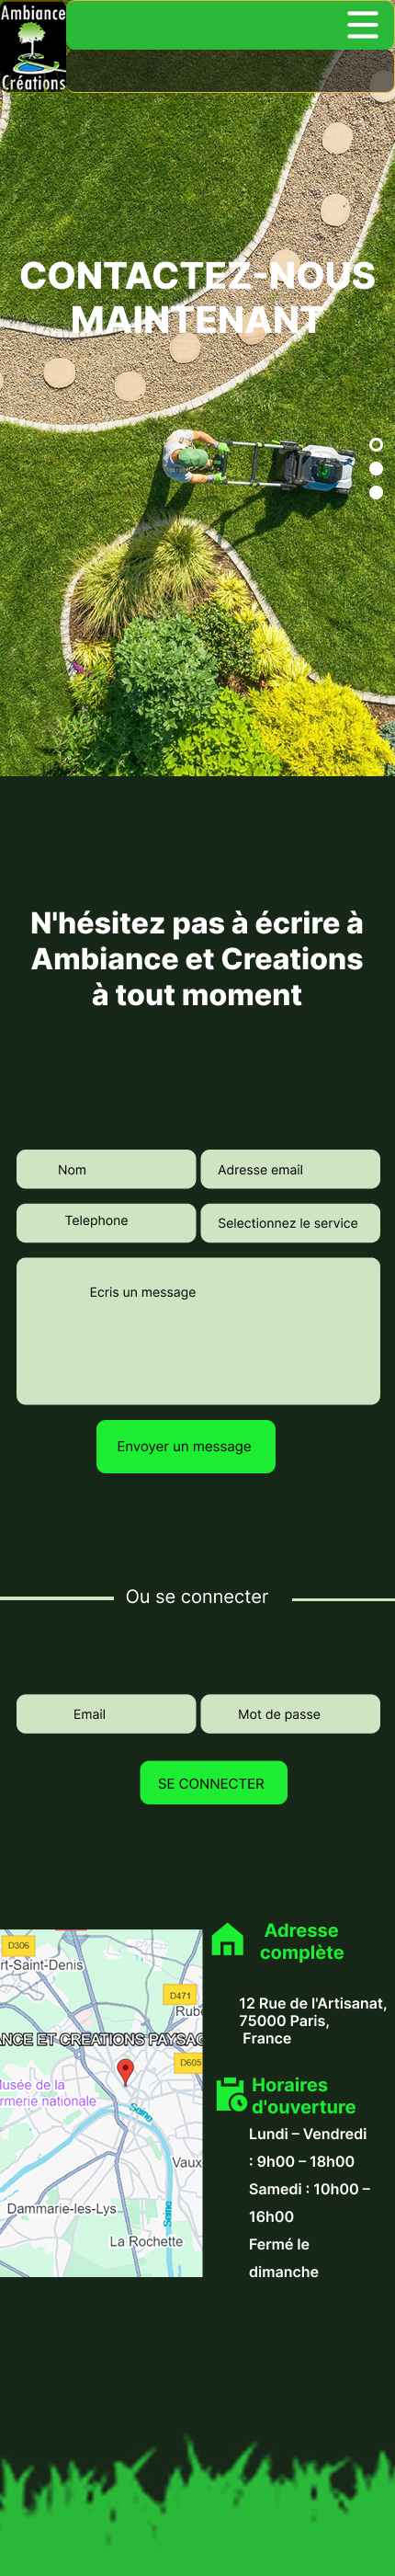 Ambiance
Créations
CONTACTEZ-NOUS
MAINTENANT
N'hésitez pas à écrire à
Ambiance et Creations
à tout moment
Nom
Adresse email
Telephone
Selectionnez le service
Ecris un message
Envoyer un message
Ou se connecter
Email
Mot de passe
SE CONNECTER
D306
rt-Saint-Denis
D471
Rube
ANCE ET CREATIONS PAYSAG
D605
Musée de la
rmerie nationale
Seine
Vaux
Dammarie-les-Lys
Seine
La Rochette
Adresse
complète
12 Rue de l'Artisanat,
75000 Paris,
France
Horaires
d'ouverture
Lundi – Vendredi
: 9h00 – 18h00
Samedi : 10h00 –
16h00
Fermé le
dimanche